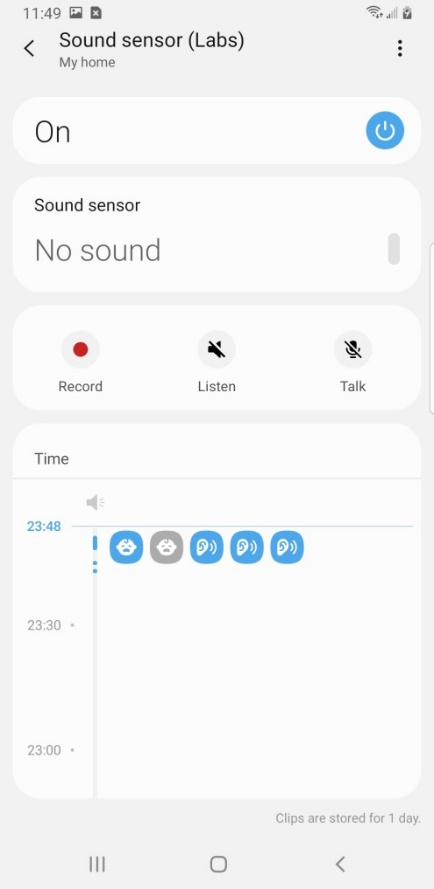 11:49
Sound sensor (Labs)
My home
On
Sound sensor
No sound
Record
Listen
Talk
Time
23:48
23:30
23:00
Clips are stored for 1 day.